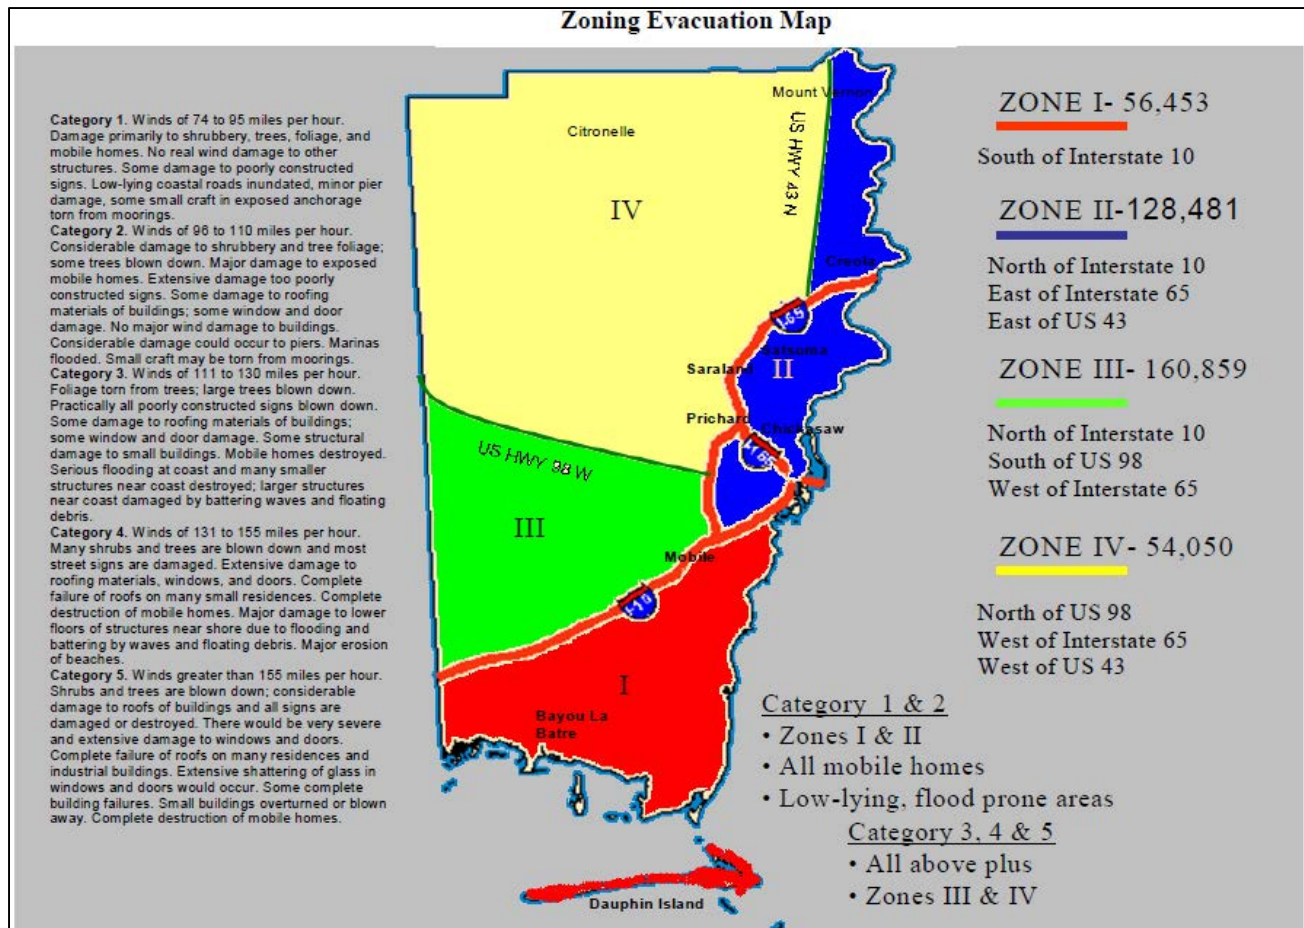 Zoning Evacuation Map
Category 1. Winds of 74 to 95 miles per hour.
Damage primarily to shrubbery, trees, foliage, and
mobile homes. No real wind damage to other
structures. Some damage to poorly constructed
signs. Low-lying coastal roads inundated, minor pier
damage, some small craft in exposed anchorage
torn from moorings.
Category 2. Winds of 96 to 110 miles per hour.
Considerable damage to shrubbery and tree foliage;
some trees blown down. Major damage to exposed
mobile homes. Extensive damage too poorly
constructed signs. Some damage to roofing
materials of buildings; some window and door
damage. No major wind damage to buildings.
Considerable damage could occur to piers. Marinas
flooded. Small craft may be torn from moorings.
Category 3. Winds of 111 to 130 miles per hour.
Foliage torn from trees; large trees blown down.
Practically all poorly constructed signs blown down.
Some damage to roofing materials of buildings;
some window and door damage. Some structural
damage to small buildings. Mobile homes destroyed.
Serious flooding at coast and many smaller
structures near coast destroyed; larger structures
near coast damaged by battering waves and floating
debris.
Category 4. Winds of 131 to 155 miles per hour.
Many shrubs and trees are blown down and most
street signs are damaged. Extensive damage to
roofing materials, windows, and doors. Complete
failure of roofs on many small residences. Complete
destruction of mobile homes. Major damage to lower
floors of structures near shore due to flooding and
battering by waves and floating debris. Major erosion
of beaches.
Category 5. Winds greater than 155 miles per hour.
Shrubs and trees are blown down; considerable
damage to roofs of buildings and all signs are
damaged or destroyed. There would be very severe
and extensive damage to windows and doors.
Complete failure of roofs on many residences and
industrial buildings. Extensive shattering of glass in
windows and doors would occur. Some complete
building failures. Small buildings overturned or blown
away. Complete destruction of mobile homes.
Mount Vernon
Citronelle
US HWY 43 N
IV
Creola
I-65
Satsoma
Saraland
II
Prichard
Chickasaw
I-165
US HWY 98 W
III
Mobile
I-10
I
Bayou La
Batre
Dauphin Island
ZONE I- 56,453
South of Interstate 10
ZONE II-128,481
North of Interstate 10
East of Interstate 65
East of US 43
ZONE III- 160,859
North of Interstate 10
South of US 98
West of Interstate 65
ZONE IV- 54,050
North of US 98
West of Interstate 65
West of US 43
Category 1 & 2
• Zones I & II
• All mobile homes
• Low-lying, flood prone areas
Category 3, 4 & 5
• All above plus
• Zones III & IV